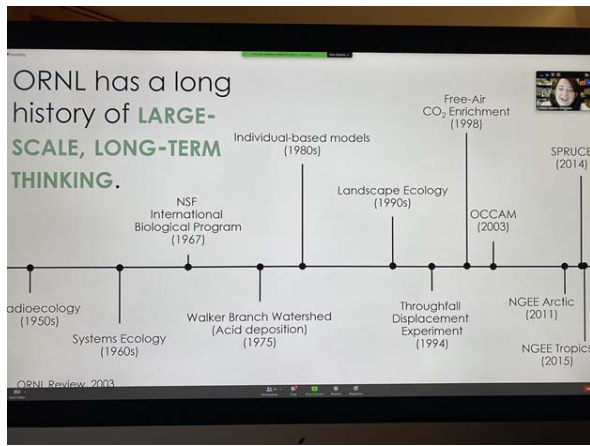 ORNL has a long
history of LARGE-
SCALE, LONG-TERM
THINKING.
Free-Air
CO₂ Enrichment
(1998)
Individual-based models
(1980s)
SPRUCE
(2014)
NSF
International
Biological Program
(1967)
Landscape Ecology
(1990s)
OCCAM
(2003)
adioecology
(1950s)
Systems Ecology
(1960s)
Walker Branch Watershed
(Acid deposition)
(1975)
Throughfall
Displacement
Experiment
(1994)
NGEE Arctic
(2011)
NGEE Tropics
(2015)
ORNL Review, 2003